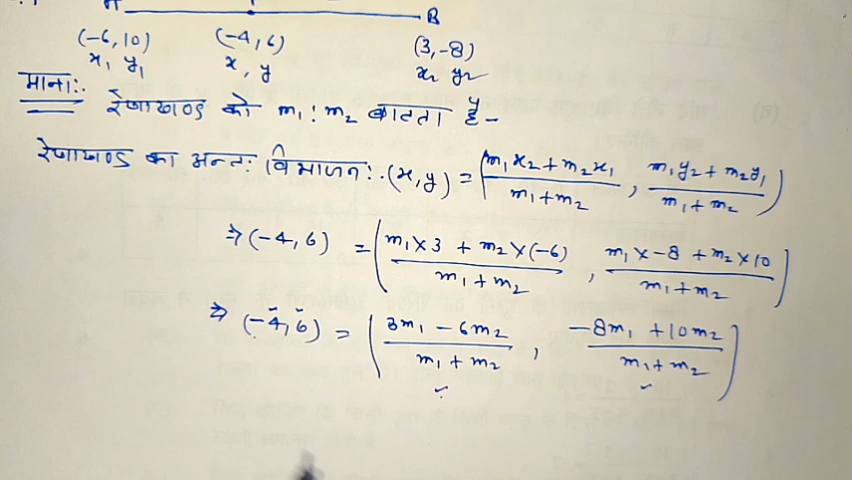 B
(-6,10) (-4,6) (3,-8)
x₁ y₁ x, y x₂ y₂
माना:.
रेखाखण्ड को m₁ : m₂ काटता है -
रेखाखण्ड का अन्त: विभाजन:. (x,y) = ( (m₁x₂+m₂x₁)/(m₁+m₂) , (m₁y₂+m₂y₁)/(m₁+m₂) )
⇒ (-4, 6) = ( (m₁×3 + m₂×(-6))/(m₁+m₂) , (m₁×-8 + m₂×10)/(m₁+m₂) )
⇒ (-4, 6) = ( (3m₁ - 6m₂)/(m₁+m₂) , (-8m₁ + 10m₂)/(m₁+m₂) )